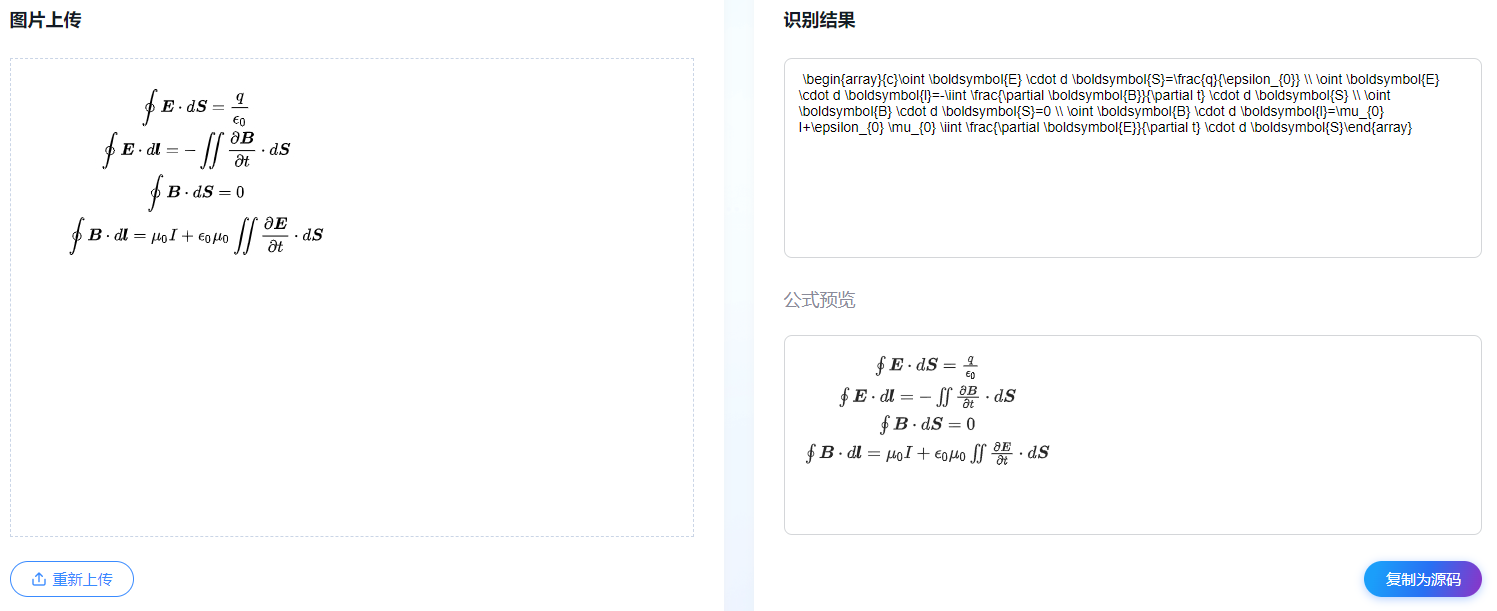 图片上传
∮ E · dS = q/ϵ₀
∮ E · dl = − ∬ ∂B/∂t · dS
∮ B · dS = 0
∮ B · dl = μ₀I + ϵ₀μ₀ ∬ ∂E/∂t · dS
重新上传
识别结果
\begin{array}{c}\oint \boldsymbol{E} \cdot d \boldsymbol{S}=\frac{q}{\epsilon_{0}} \\ \oint \boldsymbol{E}
\cdot d \boldsymbol{l}=-\iint \frac{\partial \boldsymbol{B}}{\partial t} \cdot d \boldsymbol{S} \\ \oint
\boldsymbol{B} \cdot d \boldsymbol{S}=0 \\ \oint \boldsymbol{B} \cdot d \boldsymbol{l}=\mu_{0}
I+\epsilon_{0} \mu_{0} \iint \frac{\partial \boldsymbol{E}}{\partial t} \cdot d \boldsymbol{S}\end{array}
公式预览
∮ E · dS = q/ϵ₀
∮ E · dl = − ∬ ∂B/∂t · dS
∮ B · dS = 0
∮ B · dl = μ₀I + ϵ₀μ₀ ∬ ∂E/∂t · dS
复制为源码